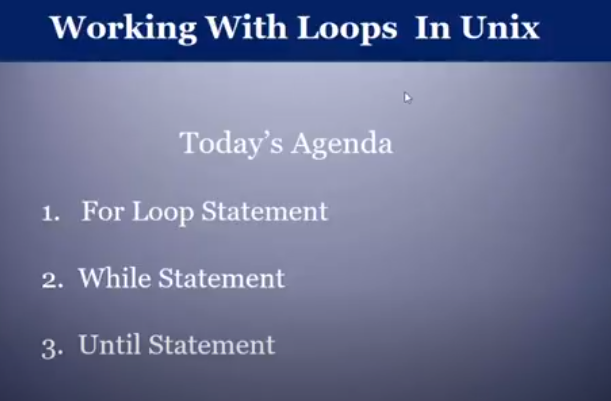 Working With Loops In Unix
Today's Agenda
1. For Loop Statement
2. While Statement
3. Until Statement